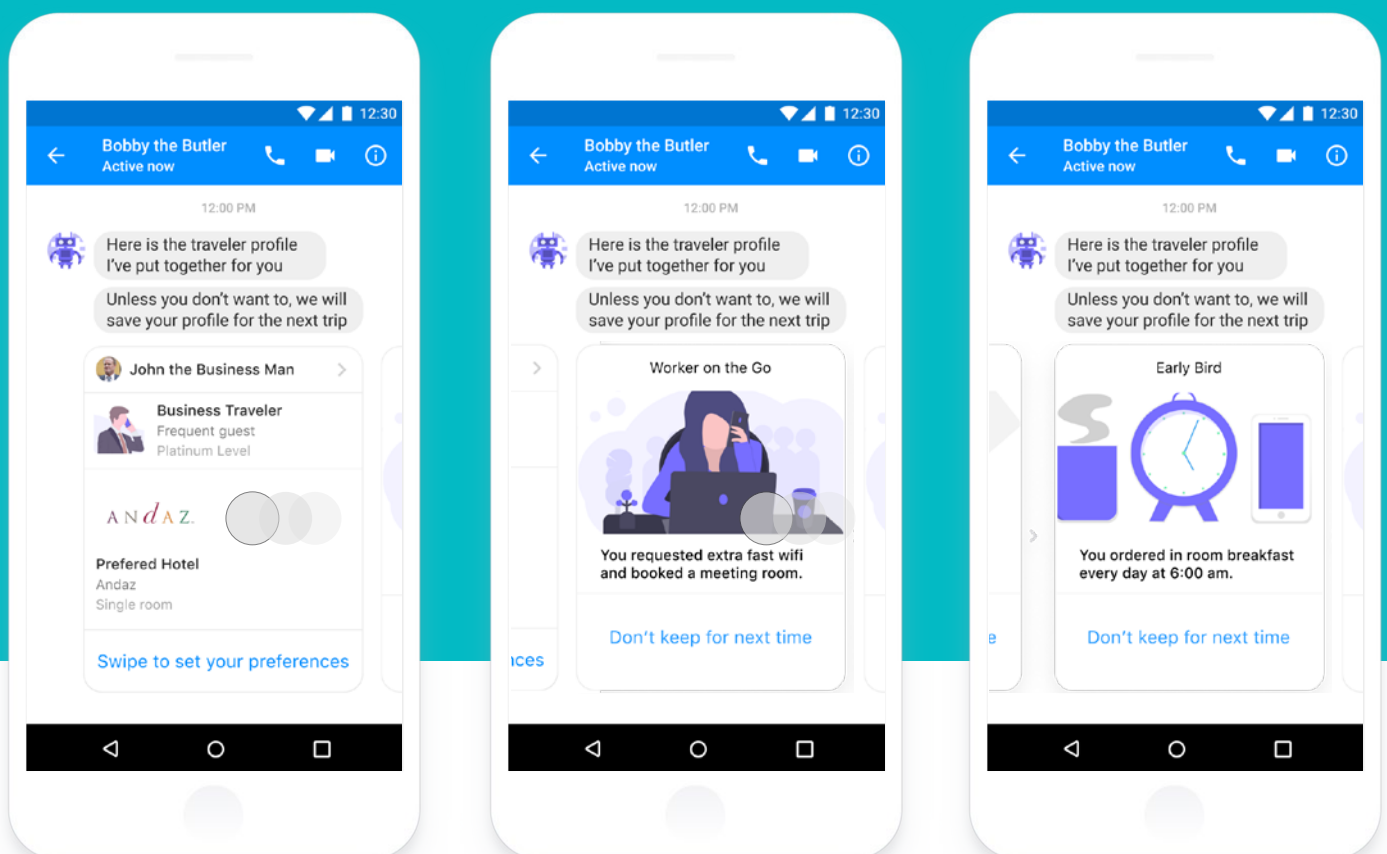 12:30
Bobby the Butler
Active now
12:00 PM
Here is the traveler profile
I've put together for you
Unless you don't want to, we will
save your profile for the next trip
John the Business Man
Business Traveler
Frequent guest
Platinum Level
ANdAZ.
Prefered Hotel
Andaz
Single room
Swipe to set your preferences
12:30
Bobby the Butler
Active now
12:00 PM
Here is the traveler profile
I've put together for you
Unless you don't want to, we will
save your profile for the next trip
Worker on the Go
You requested extra fast wifi
and booked a meeting room.
Don't keep for next time
nces
12:30
Bobby the Butler
Active now
12:00 PM
Here is the traveler profile
I've put together for you
Unless you don't want to, we will
save your profile for the next trip
Early Bird
You ordered in room breakfast
every day at 6:00 am.
e
Don't keep for next time